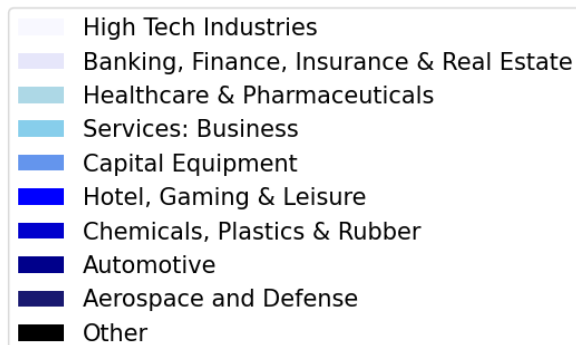 High Tech Industries
Banking, Finance, Insurance & Real Estate
Healthcare & Pharmaceuticals
Services: Business
Capital Equipment
Hotel, Gaming & Leisure
Chemicals, Plastics & Rubber
Automotive
Aerospace and Defense
Other